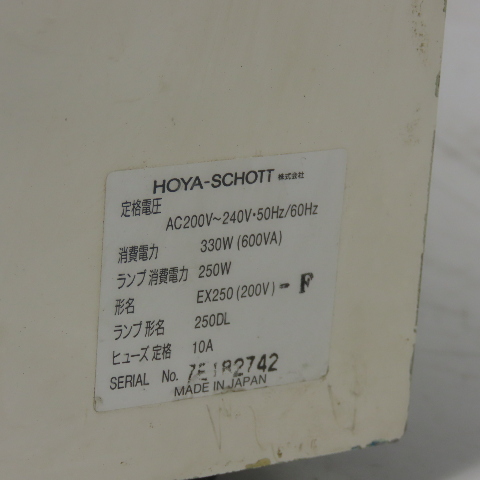 HOYA-SCHOTT 株式会社
定格電圧
AC200V~240V・50Hz/60Hz
消費電力 330W (600VA)
ランプ 消費電力 250W
形名 EX250 (200V) - F
ランプ 形名 250DL
ヒューズ 定格 10A
SERIAL No. 7E182742
MADE IN JAPAN